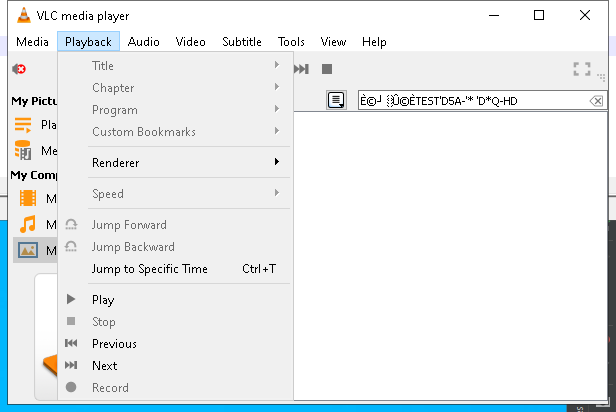 VLC media player
Media Playback Audio Video Subtitle Tools View Help
Title
Chapter
Program
Custom Bookmarks
Renderer
Speed
Jump Forward
Jump Backward
Jump to Specific Time Ctrl+T
Play
Stop
Previous
Next
Record
My Pictu
Pla
Me
My Comp
M
M
M
TEST'D5A-'* 'D*Q-HD